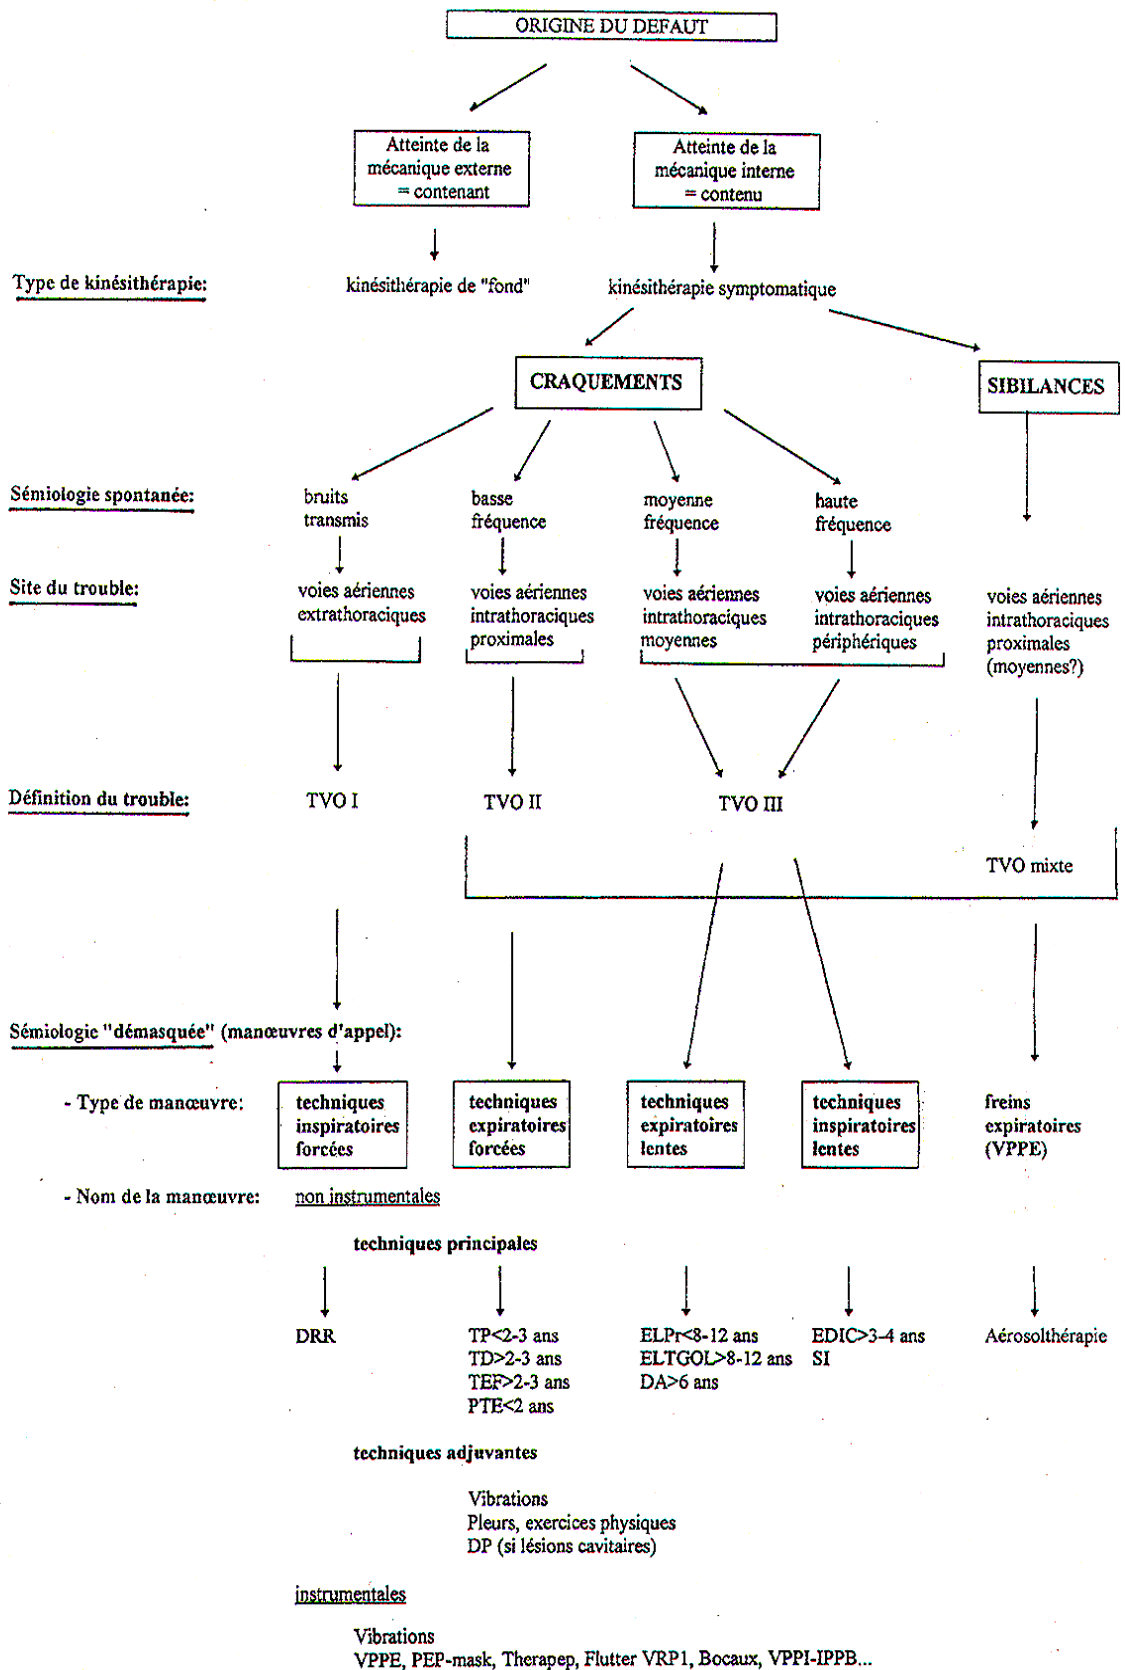 ORIGINE DU DEFAUT
Atteinte de la
mécanique externe
= contenant
Atteinte de la
mécanique interne
= contenu
Type de kinésithérapie:
kinésithérapie de "fond"
kinésithérapie symptomatique
CRAQUEMENTS
SIBILANCES
Sémiologie spontanée:
bruits
transmis
basse
fréquence
moyenne
fréquence
haute
fréquence
Site du trouble:
voies aériennes
extrathoraciques
voies aériennes
intrathoraciques
proximales
voies aériennes
intrathoraciques
moyennes
voies aériennes
intrathoraciques
périphériques
voies aériennes
intrathoraciques
proximales
(moyennes?)
Définition du trouble:
TVO I
TVO II
TVO III
TVO mixte
Sémiologie "démasquée" (manœuvres d'appel):
- Type de manœuvre:
techniques
inspiratoires
forcées
techniques
expiratoires
forcées
techniques
expiratoires
lentes
techniques
inspiratoires
lentes
freins
expiratoires
(VPPE)
- Nom de la manœuvre:
non instrumentales
techniques principales
DRR
TP<2-3 ans
TD>2-3 ans
TEF>2-3 ans
PTE<2 ans
ELPr<8-12 ans
ELTGOL>8-12 ans
DA>6 ans
EDIC>3-4 ans
SI
Aérosolthérapie
techniques adjuvantes
Vibrations
Pleurs, exercices physiques
DP (si lésions cavitaires)
instrumentales
Vibrations
VPPE, PEP-mask, Therapep, Flutter VRP1, Bocaux, VPPI-IPPB...